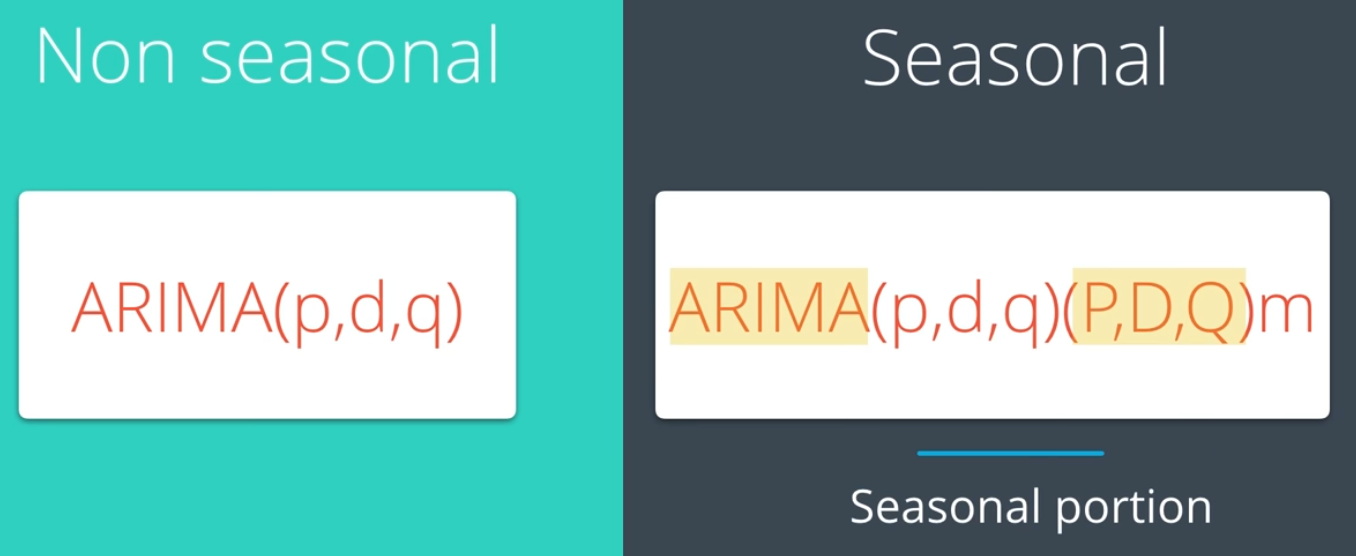 Non seasonal
ARIMA(p,d,q)
Seasonal
ARIMA(p,d,q)(P,D,Q)m
Seasonal portion